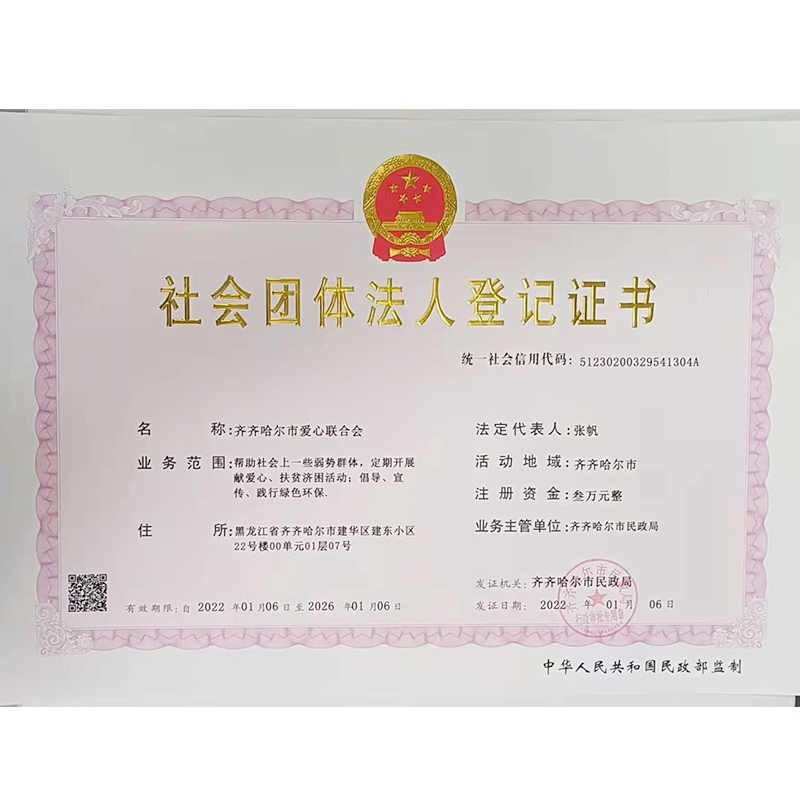 社会团体法人登记证书
统一社会信用代码：51230200329541304A
名称：齐齐哈尔市爱心联合会
业务范围：帮助社会上一些弱势群体，定期开展
献爱心、扶贫济困活动；倡导、宣
传、践行绿色环保.
住所：黑龙江省齐齐哈尔市建华区建东小区
22号楼00单元01层07号
法定代表人：张帆
活动地域：齐齐哈尔市
注册资金：叁万元整
业务主管单位：齐齐哈尔市民政局
发证机关：齐齐哈尔市民政局
发证日期：2022 年 01月 06日
有效期限：自 2022 年01月06日至 2026 年01月06日
行政审批专用章
中华人民共和国民政部监制